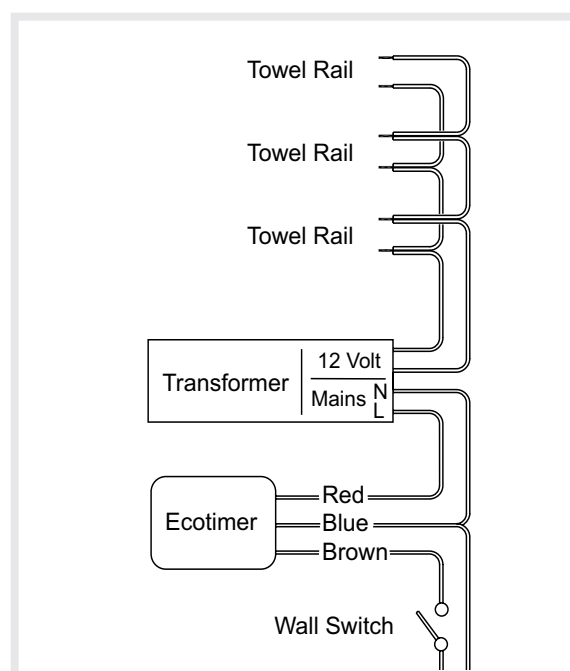 Towel Rail
Towel Rail
Towel Rail
12 Volt
Transformer
Mains N
L
Red
Ecotimer
Blue
Brown
Wall Switch